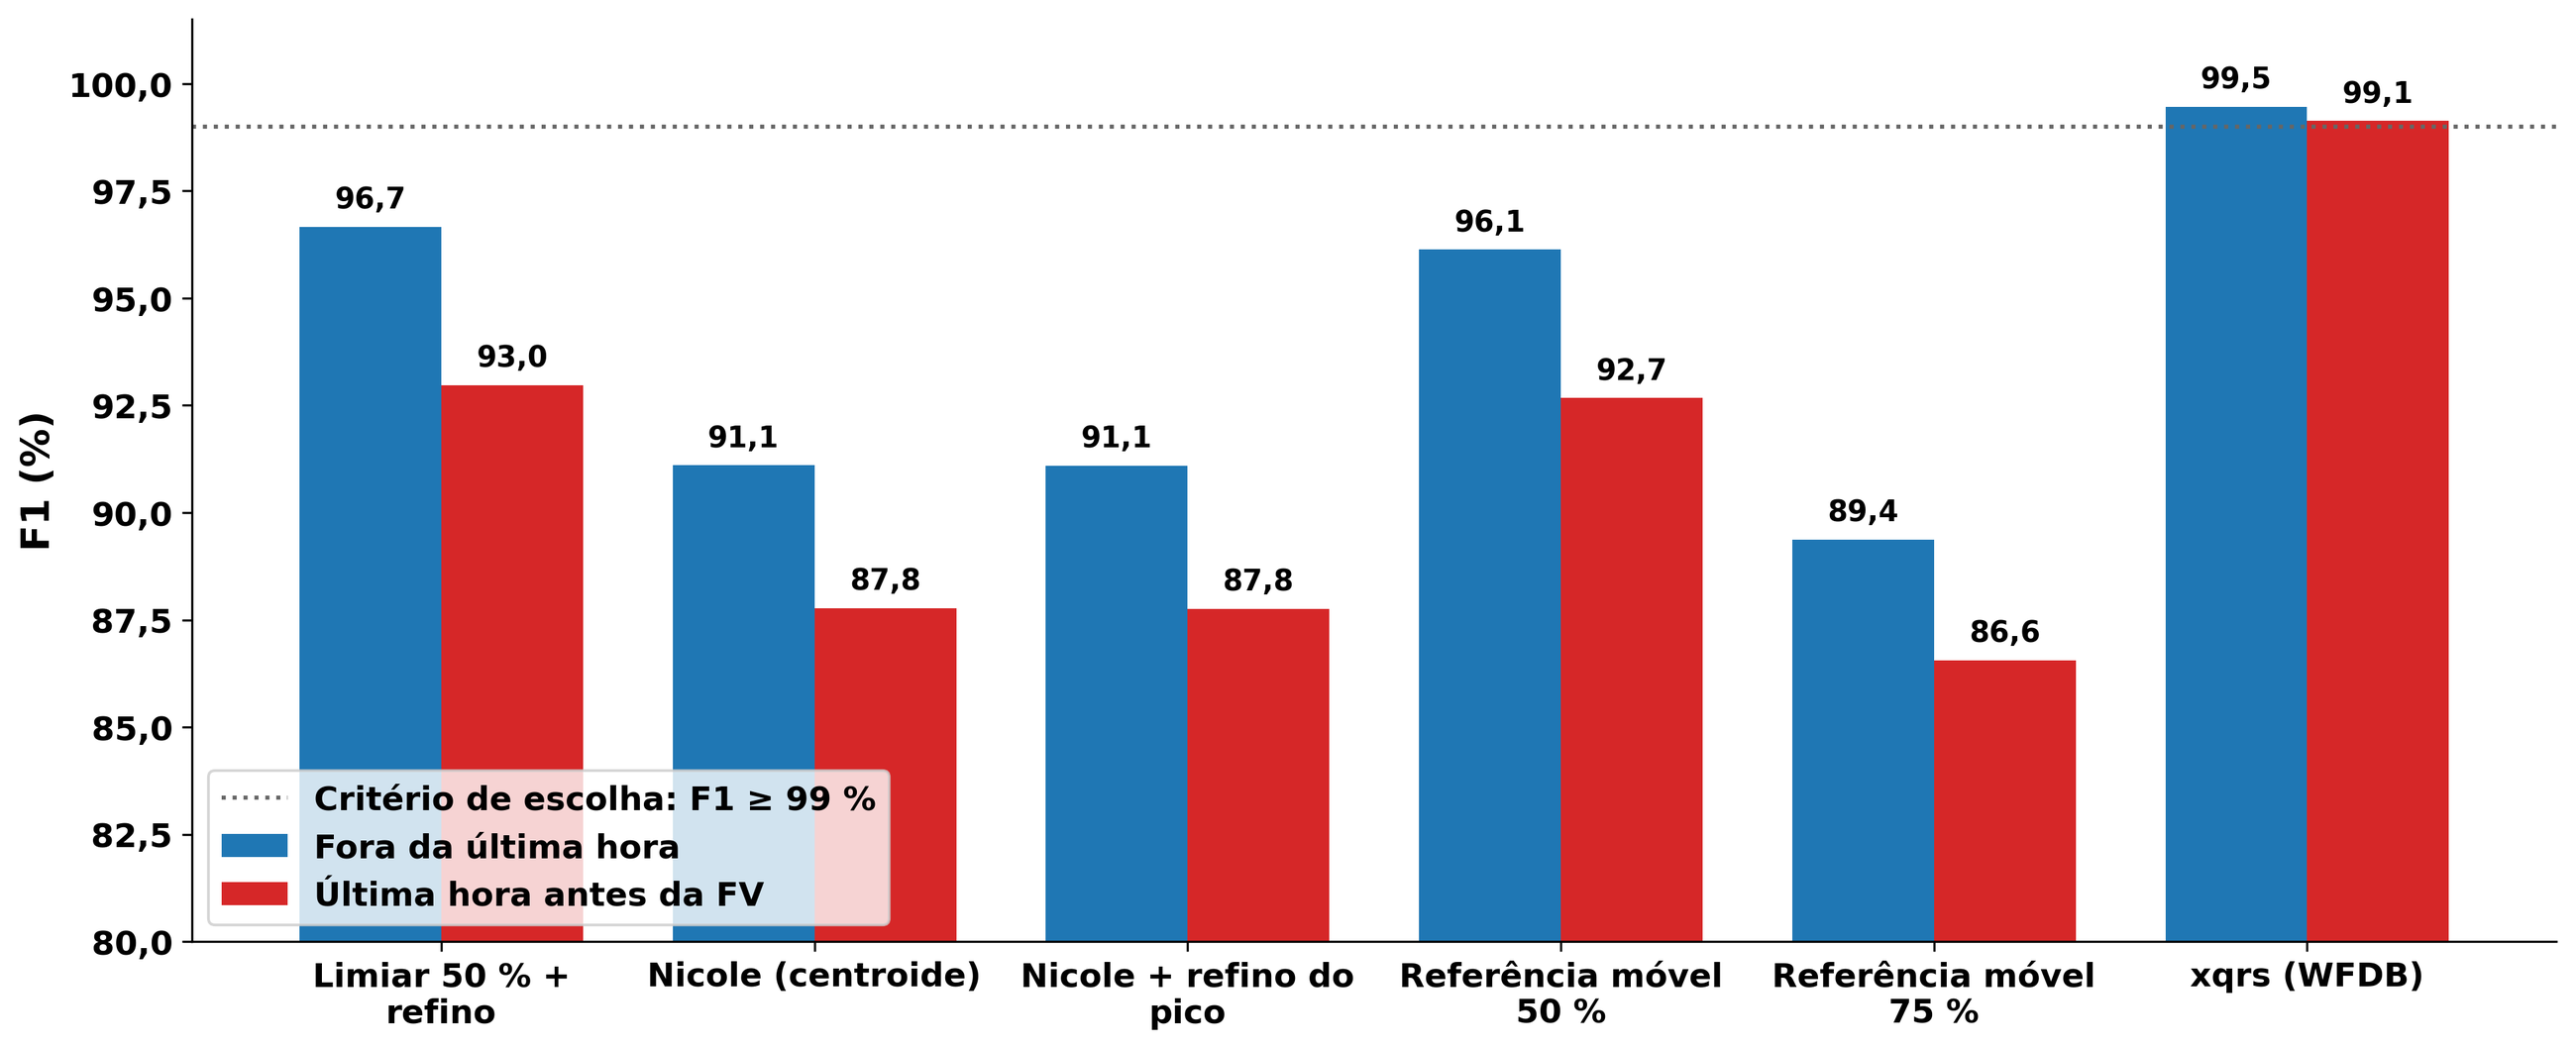 F1 (%)
100,0
97,5
95,0
92,5
90,0
87,5
85,0
82,5
80,0
96,7
93,0
91,1
87,8
91,1
87,8
96,1
92,7
89,4
86,6
99,5
99,1
Critério de escolha: F1 ≥ 99 %
Fora da última hora
Última hora antes da FV
Limiar 50 % +
refino
Nicole (centroide)
Nicole + refino do
pico
Referência móvel
50 %
Referência móvel
75 %
xqrs (WFDB)